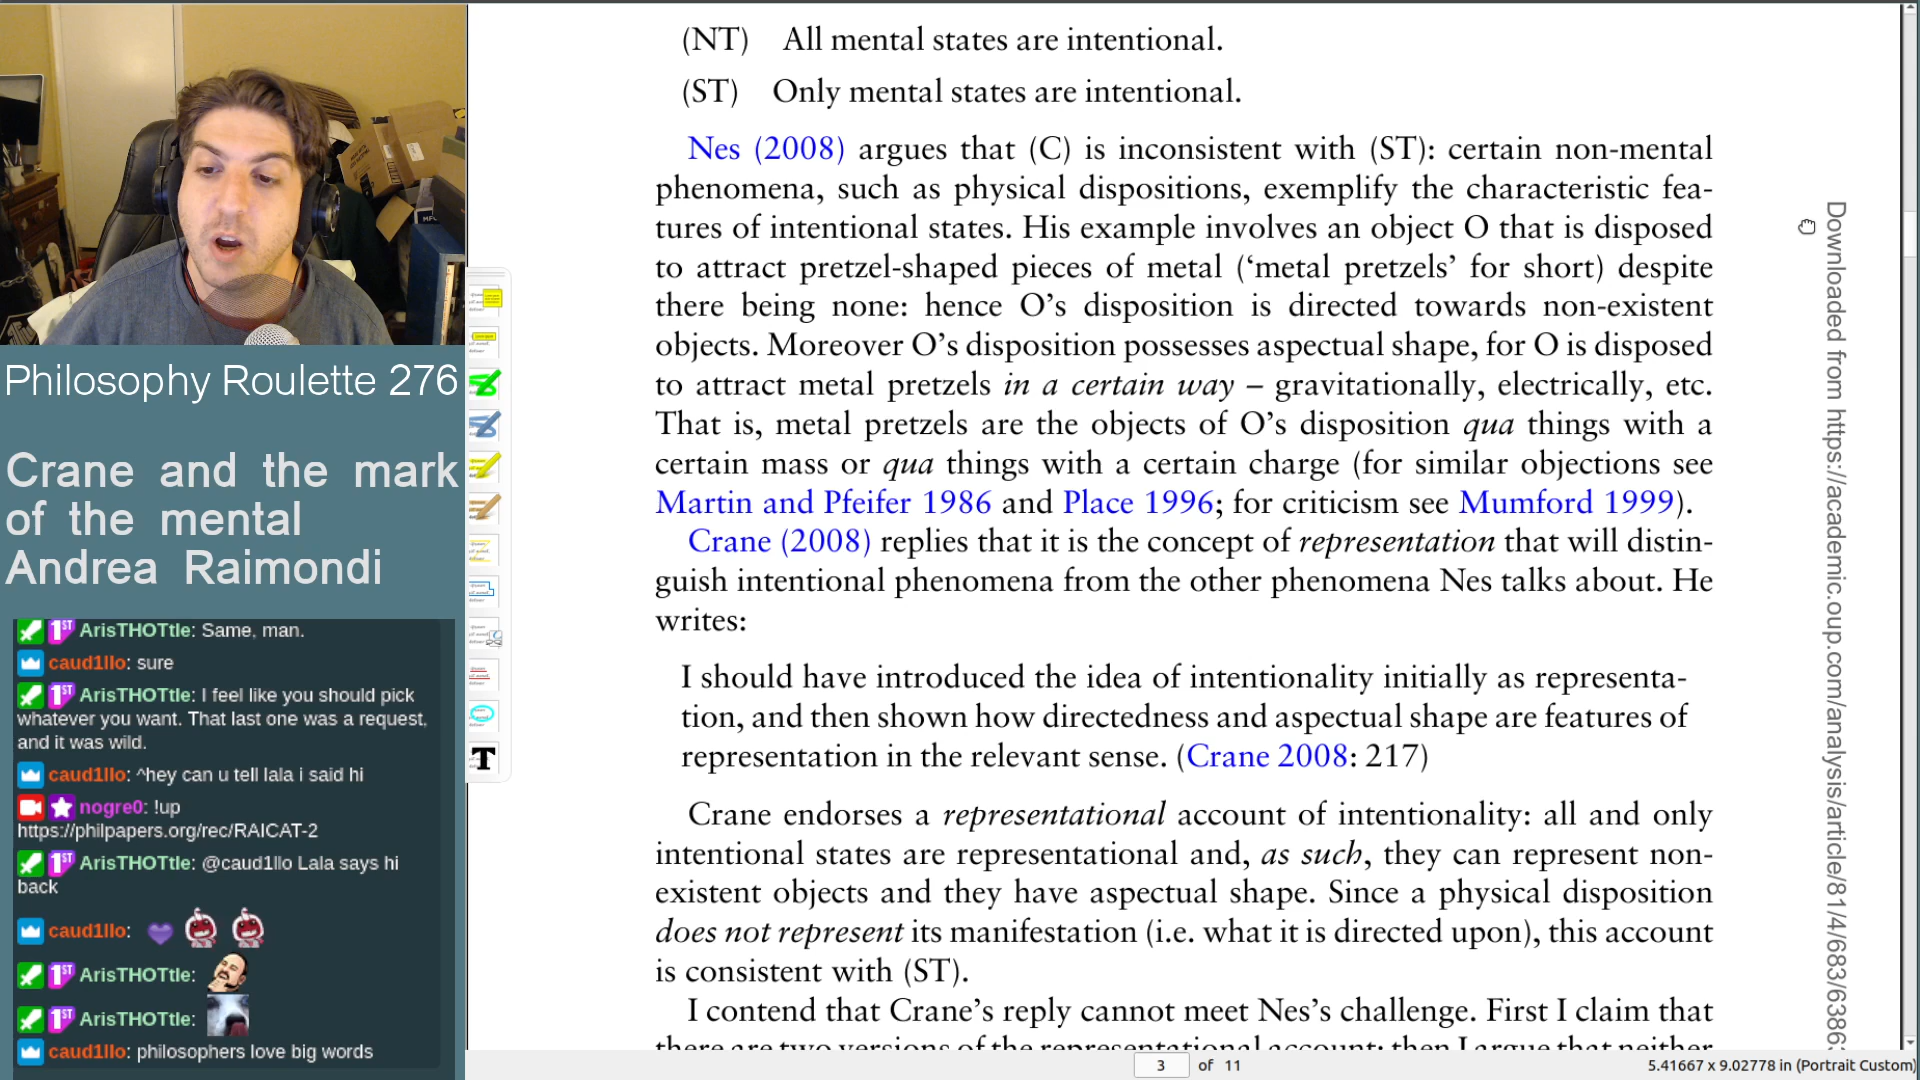 Philosophy Roulette 276
Crane and the mark
of the mental
Andrea Raimondi
ArisTHOTtle: Same, man.
caud1llo: sure
ArisTHOTtle: I feel like you should pick
whatever you want. That last one was a request,
and it was wild.
caud1llo: ^hey can u tell lala i said hi
nogre0: !up
https://philpapers.org/rec/RAICAT-2
ArisTHOTtle: @caud1llo Lala says hi
back
caud1llo:
ArisTHOTtle:
ArisTHOTtle:
caud1llo: philosophers love big words
T
(NT) All mental states are intentional.
(ST) Only mental states are intentional.
Nes (2008) argues that (C) is inconsistent with (ST): certain non-mental
phenomena, such as physical dispositions, exemplify the characteristic fea-
tures of intentional states. His example involves an object O that is disposed
to attract pretzel-shaped pieces of metal (‘metal pretzels’ for short) despite
there being none: hence O’s disposition is directed towards non-existent
objects. Moreover O’s disposition possesses aspectual shape, for O is disposed
to attract metal pretzels in a certain way – gravitationally, electrically, etc.
That is, metal pretzels are the objects of O’s disposition qua things with a
certain mass or qua things with a certain charge (for similar objections see
Martin and Pfeifer 1986 and Place 1996; for criticism see Mumford 1999).
Crane (2008) replies that it is the concept of representation that will distin-
guish intentional phenomena from the other phenomena Nes talks about. He
writes:
I should have introduced the idea of intentionality initially as representa-
tion, and then shown how directedness and aspectual shape are features of
representation in the relevant sense. (Crane 2008: 217)
Crane endorses a representational account of intentionality: all and only
intentional states are representational and, as such, they can represent non-
existent objects and they have aspectual shape. Since a physical disposition
does not represent its manifestation (i.e. what it is directed upon), this account
is consistent with (ST).
I contend that Crane’s reply cannot meet Nes’s challenge. First I claim that
there are two versions of the representational account; then I argue that neither
Downloaded from https://academic.oup.com/analysis/article/81/4/683/6386
3 of 11
5.41667 x 9.02778 in (Portrait Custom)